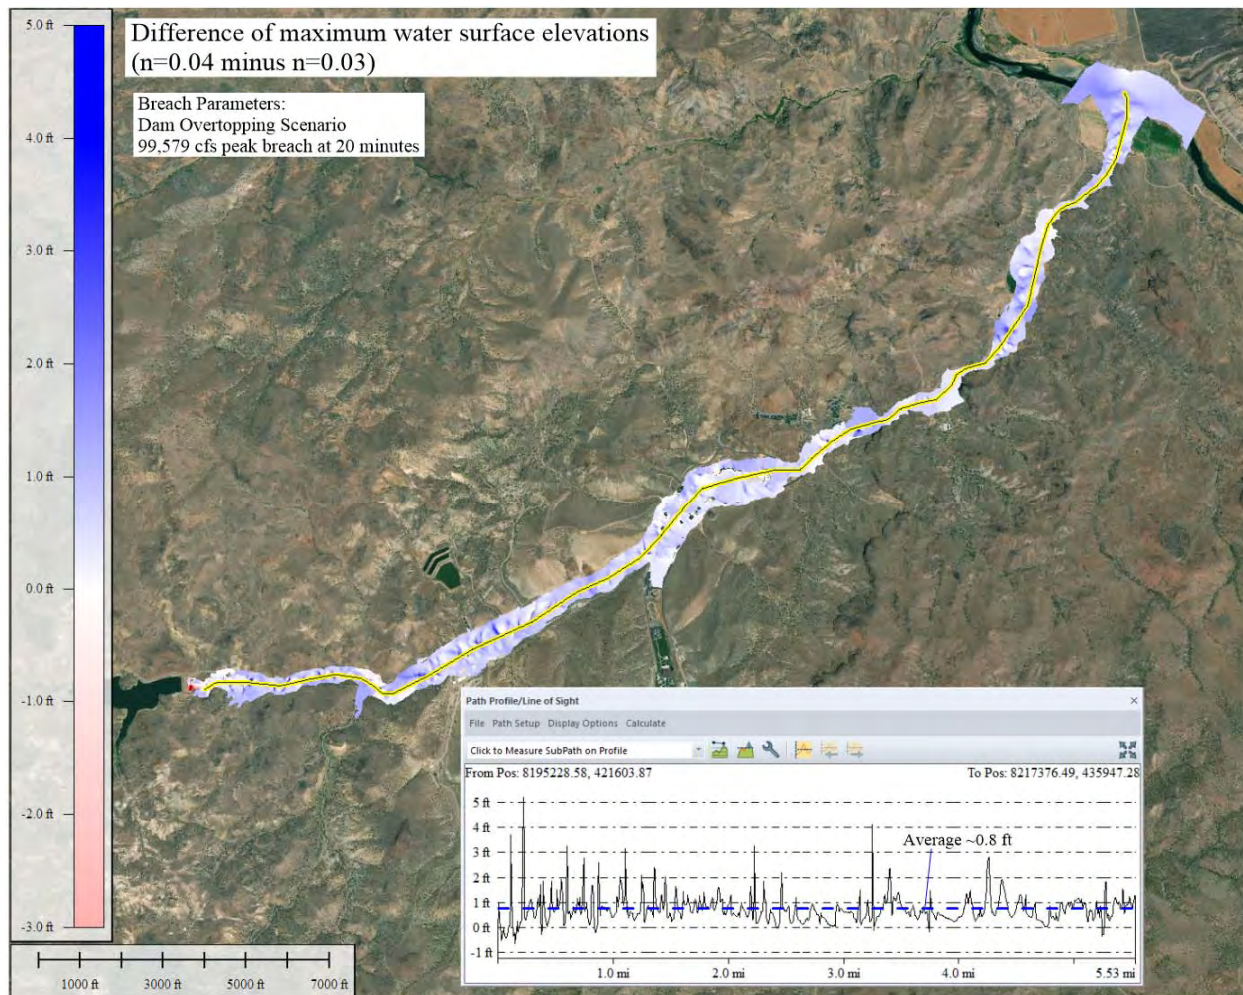 Difference of maximum water surface elevations
(n=0.04 minus n=0.03)
Breach Parameters:
Dam Overtopping Scenario
99,579 cfs peak breach at 20 minutes
5.0 ft
4.0 ft
3.0 ft
2.0 ft
1.0 ft
0.0 ft
-1.0 ft
-2.0 ft
-3.0 ft
1000 ft
3000 ft
5000 ft
7000 ft
Path Profile/Line of Sight
File Path Setup Display Options Calculate
Click to Measure SubPath on Profile
From Pos: 8195228.58, 421603.87
To Pos: 8217376.49, 435947.28
5 ft
4 ft
3 ft
2 ft
1 ft
0 ft
-1 ft
Average ~0.8 ft
1.0 mi
2.0 mi
3.0 mi
4.0 mi
5.53 mi